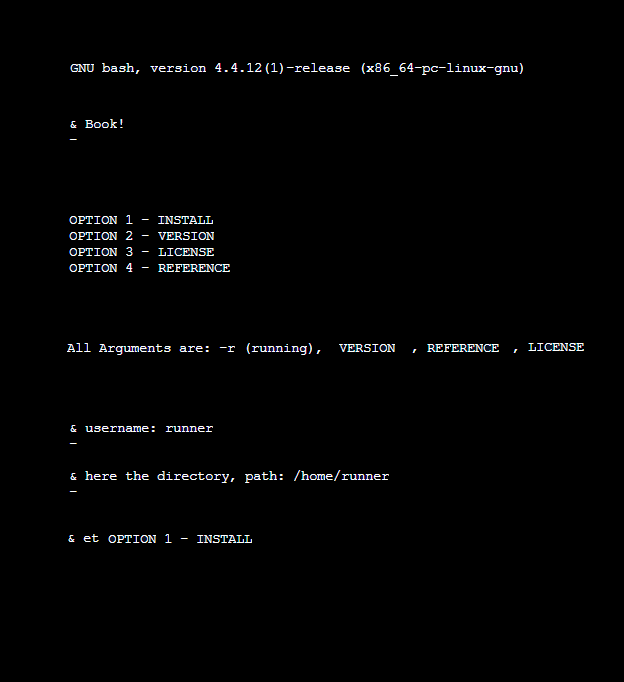 GNU bash, version 4.4.12(1)-release (x86_64-pc-linux-gnu)
& Book!
–
OPTION 1 - INSTALL
OPTION 2 - VERSION
OPTION 3 - LICENSE
OPTION 4 - REFERENCE
All Arguments are: -r (running), VERSION , REFERENCE , LICENSE
& username: runner
–
& here the directory, path: /home/runner
–
& et OPTION 1 - INSTALL